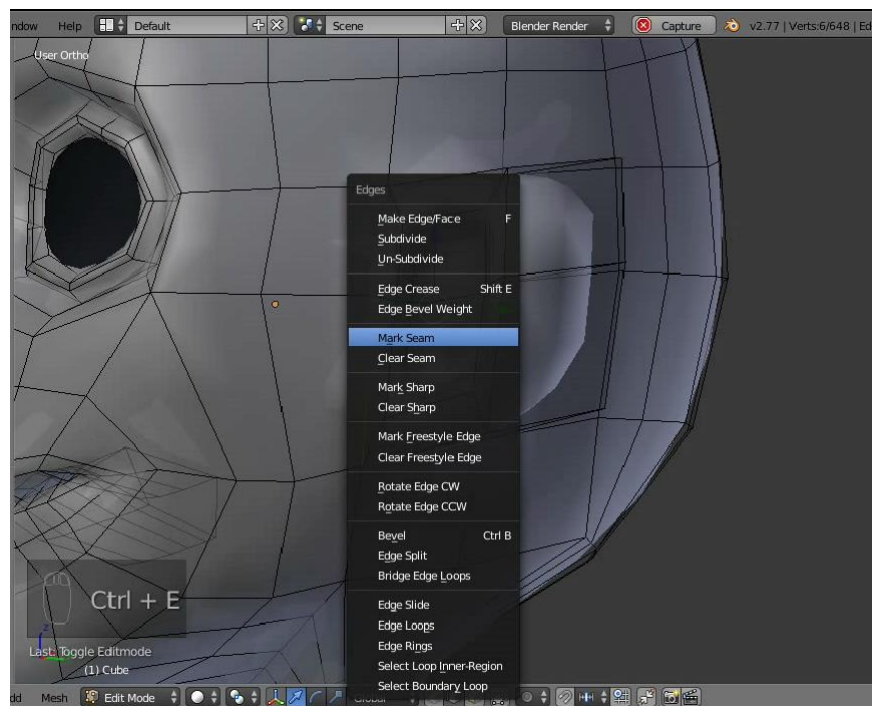 ndow Help Default Scene Blender Render Capture v2.77 | Verts:6/648 | Ed
User Ortho
Edges
Make Edge/Face F
Subdivide
Un-Subdivide
Edge Crease Shift E
Edge Bevel Weight
Mark Seam
Clear Seam
Mark Sharp
Clear Sharp
Mark Freestyle Edge
Clear Freestyle Edge
Rotate Edge CW
Rotate Edge CCW
Bevel Ctrl B
Edge Split
Bridge Edge Loops
Edge Slide
Edge Loops
Edge Rings
Select Loop Inner-Region
Select Boundary Loop
Ctrl + E
z
Last: Toggle Editmode
(1) Cube
dd Mesh Edit Mode Global